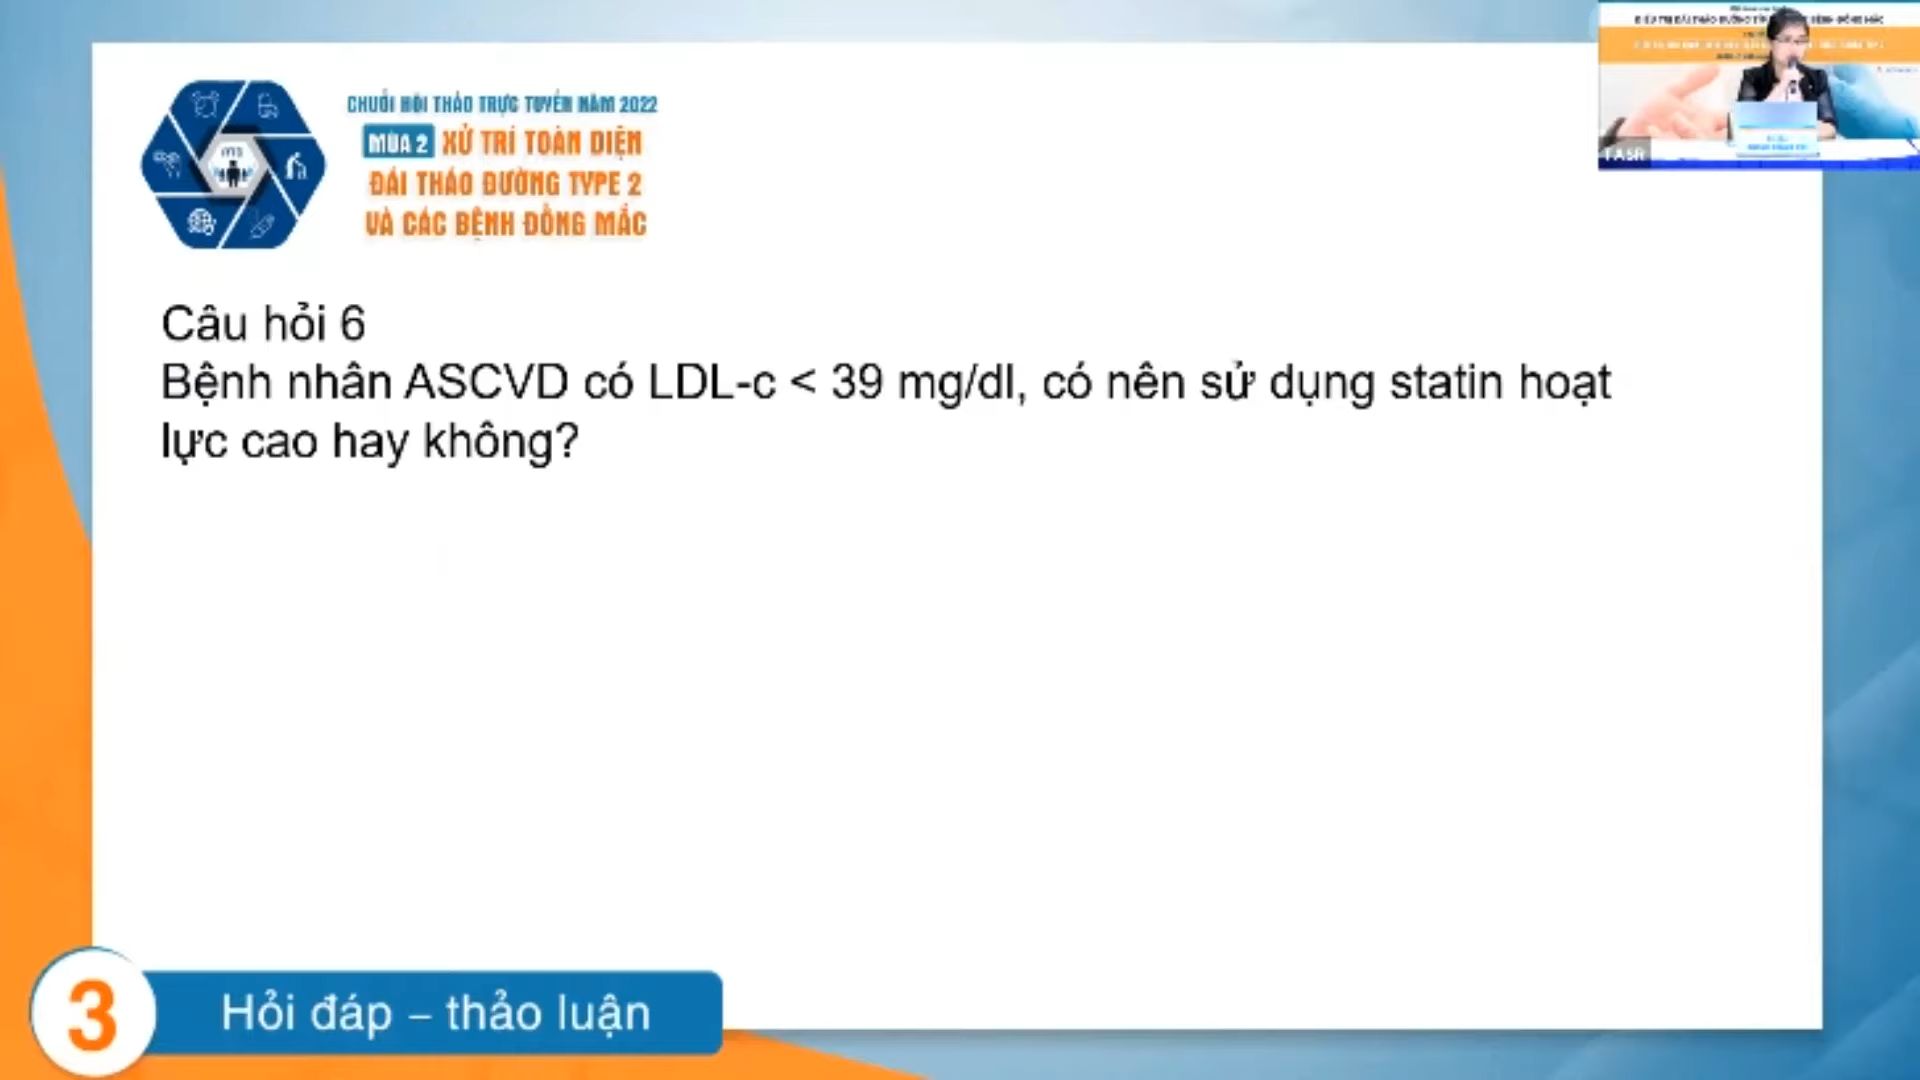 CHUỖI HỘI THẢO TRỰC TUYẾN NĂM 2022
MÙA 2 XỬ TRÍ TOÀN DIỆN
ĐÁI THÁO ĐƯỜNG TYPE 2
VÀ CÁC BỆNH ĐỒNG MẮC
Câu hỏi 6
Bệnh nhân ASCVD có LDL-c < 39 mg/dl, có nên sử dụng statin hoạt
lực cao hay không?
3 Hỏi đáp – thảo luận